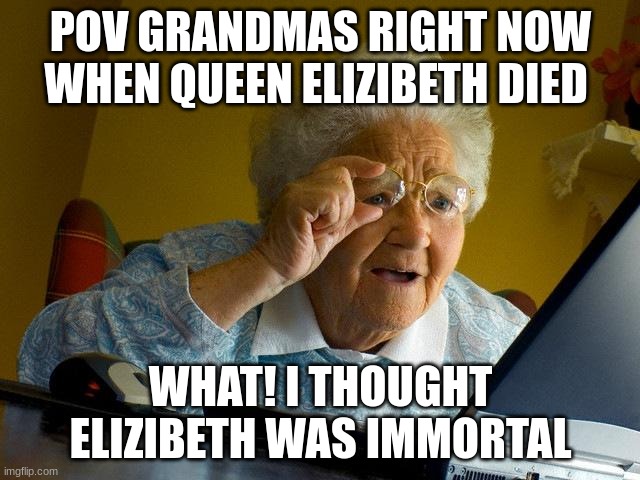 POV GRANDMAS RIGHT NOW
WHEN QUEEN ELIZIBETH DIED
WHAT! I THOUGHT
ELIZIBETH WAS IMMORTAL
imgflip.com